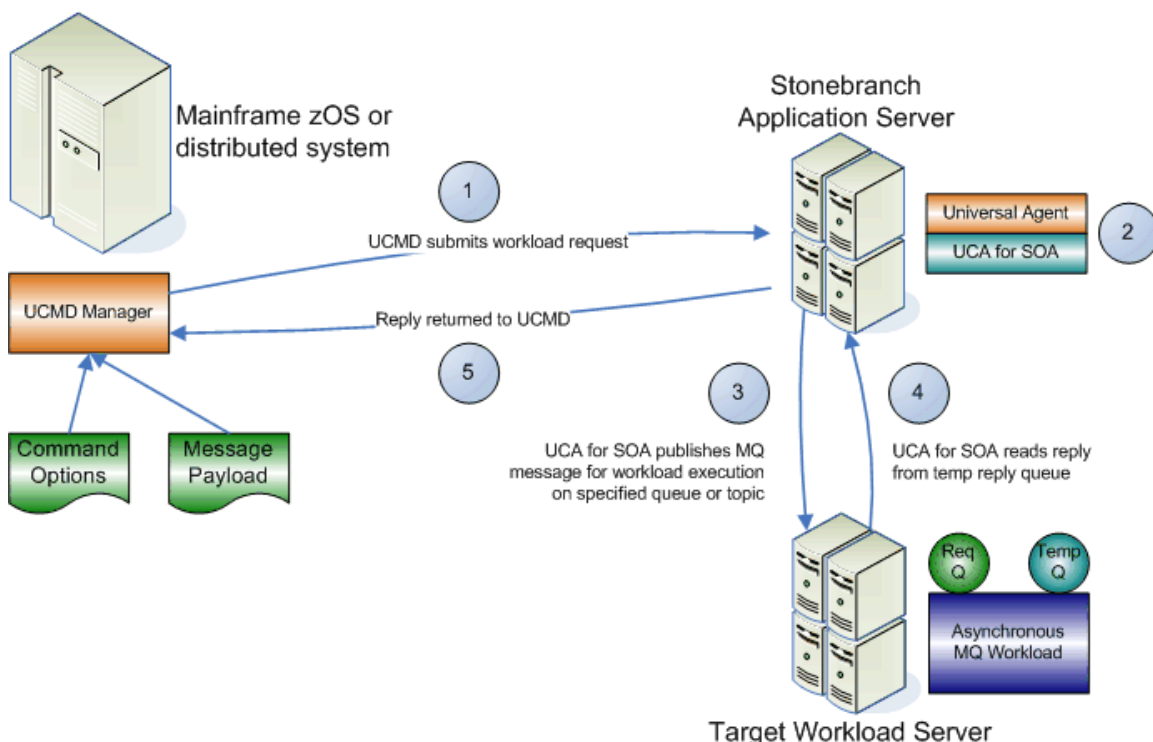 Mainframe zOS or
distributed system
Stonebranch
Application Server
1
UCMD submits workload request
Universal Agent
UCA for SOA
2
UCMD Manager
Reply returned to UCMD
5
3
4
Command
Options
Message
Payload
UCA for SOA publishes MQ
message for workload execution
on specified queue or topic
UCA for SOA reads reply
from temp reply queue
Req
Q
Temp
Q
Asynchronous
MQ Workload
Target Workload Server